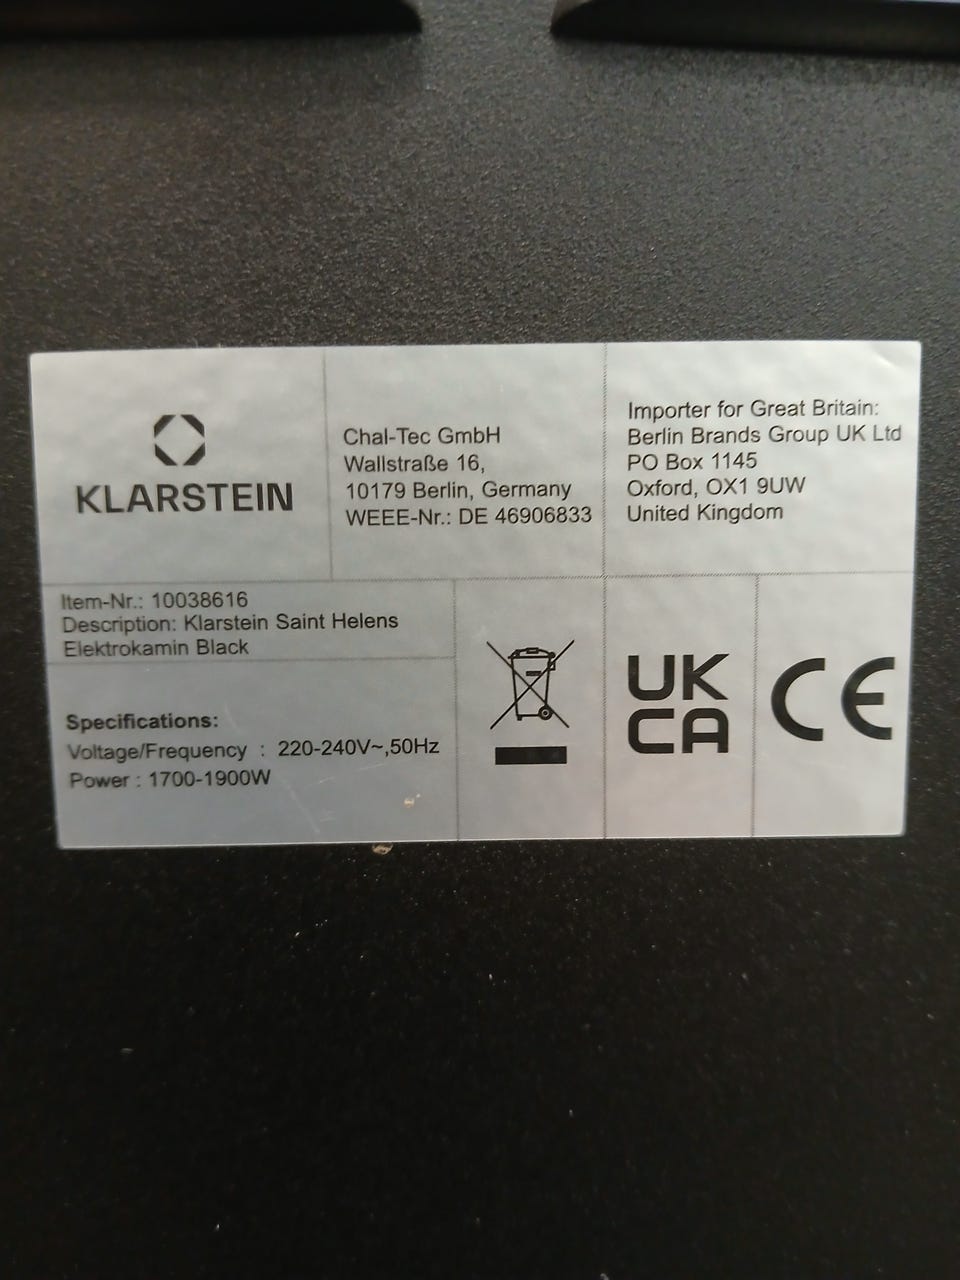 KLARSTEIN
Chal-Tec GmbH
Wallstraße 16,
10179 Berlin, Germany
WEEE-Nr.: DE 46906833
Importer for Great Britain:
Berlin Brands Group UK Ltd
PO Box 1145
Oxford, OX1 9UW
United Kingdom
Item-Nr.: 10038616
Description: Klarstein Saint Helens
Elektrokamin Black
Specifications:
Voltage/Frequency : 220-240V~,50Hz
Power : 1700-1900W
UK
CA
CE